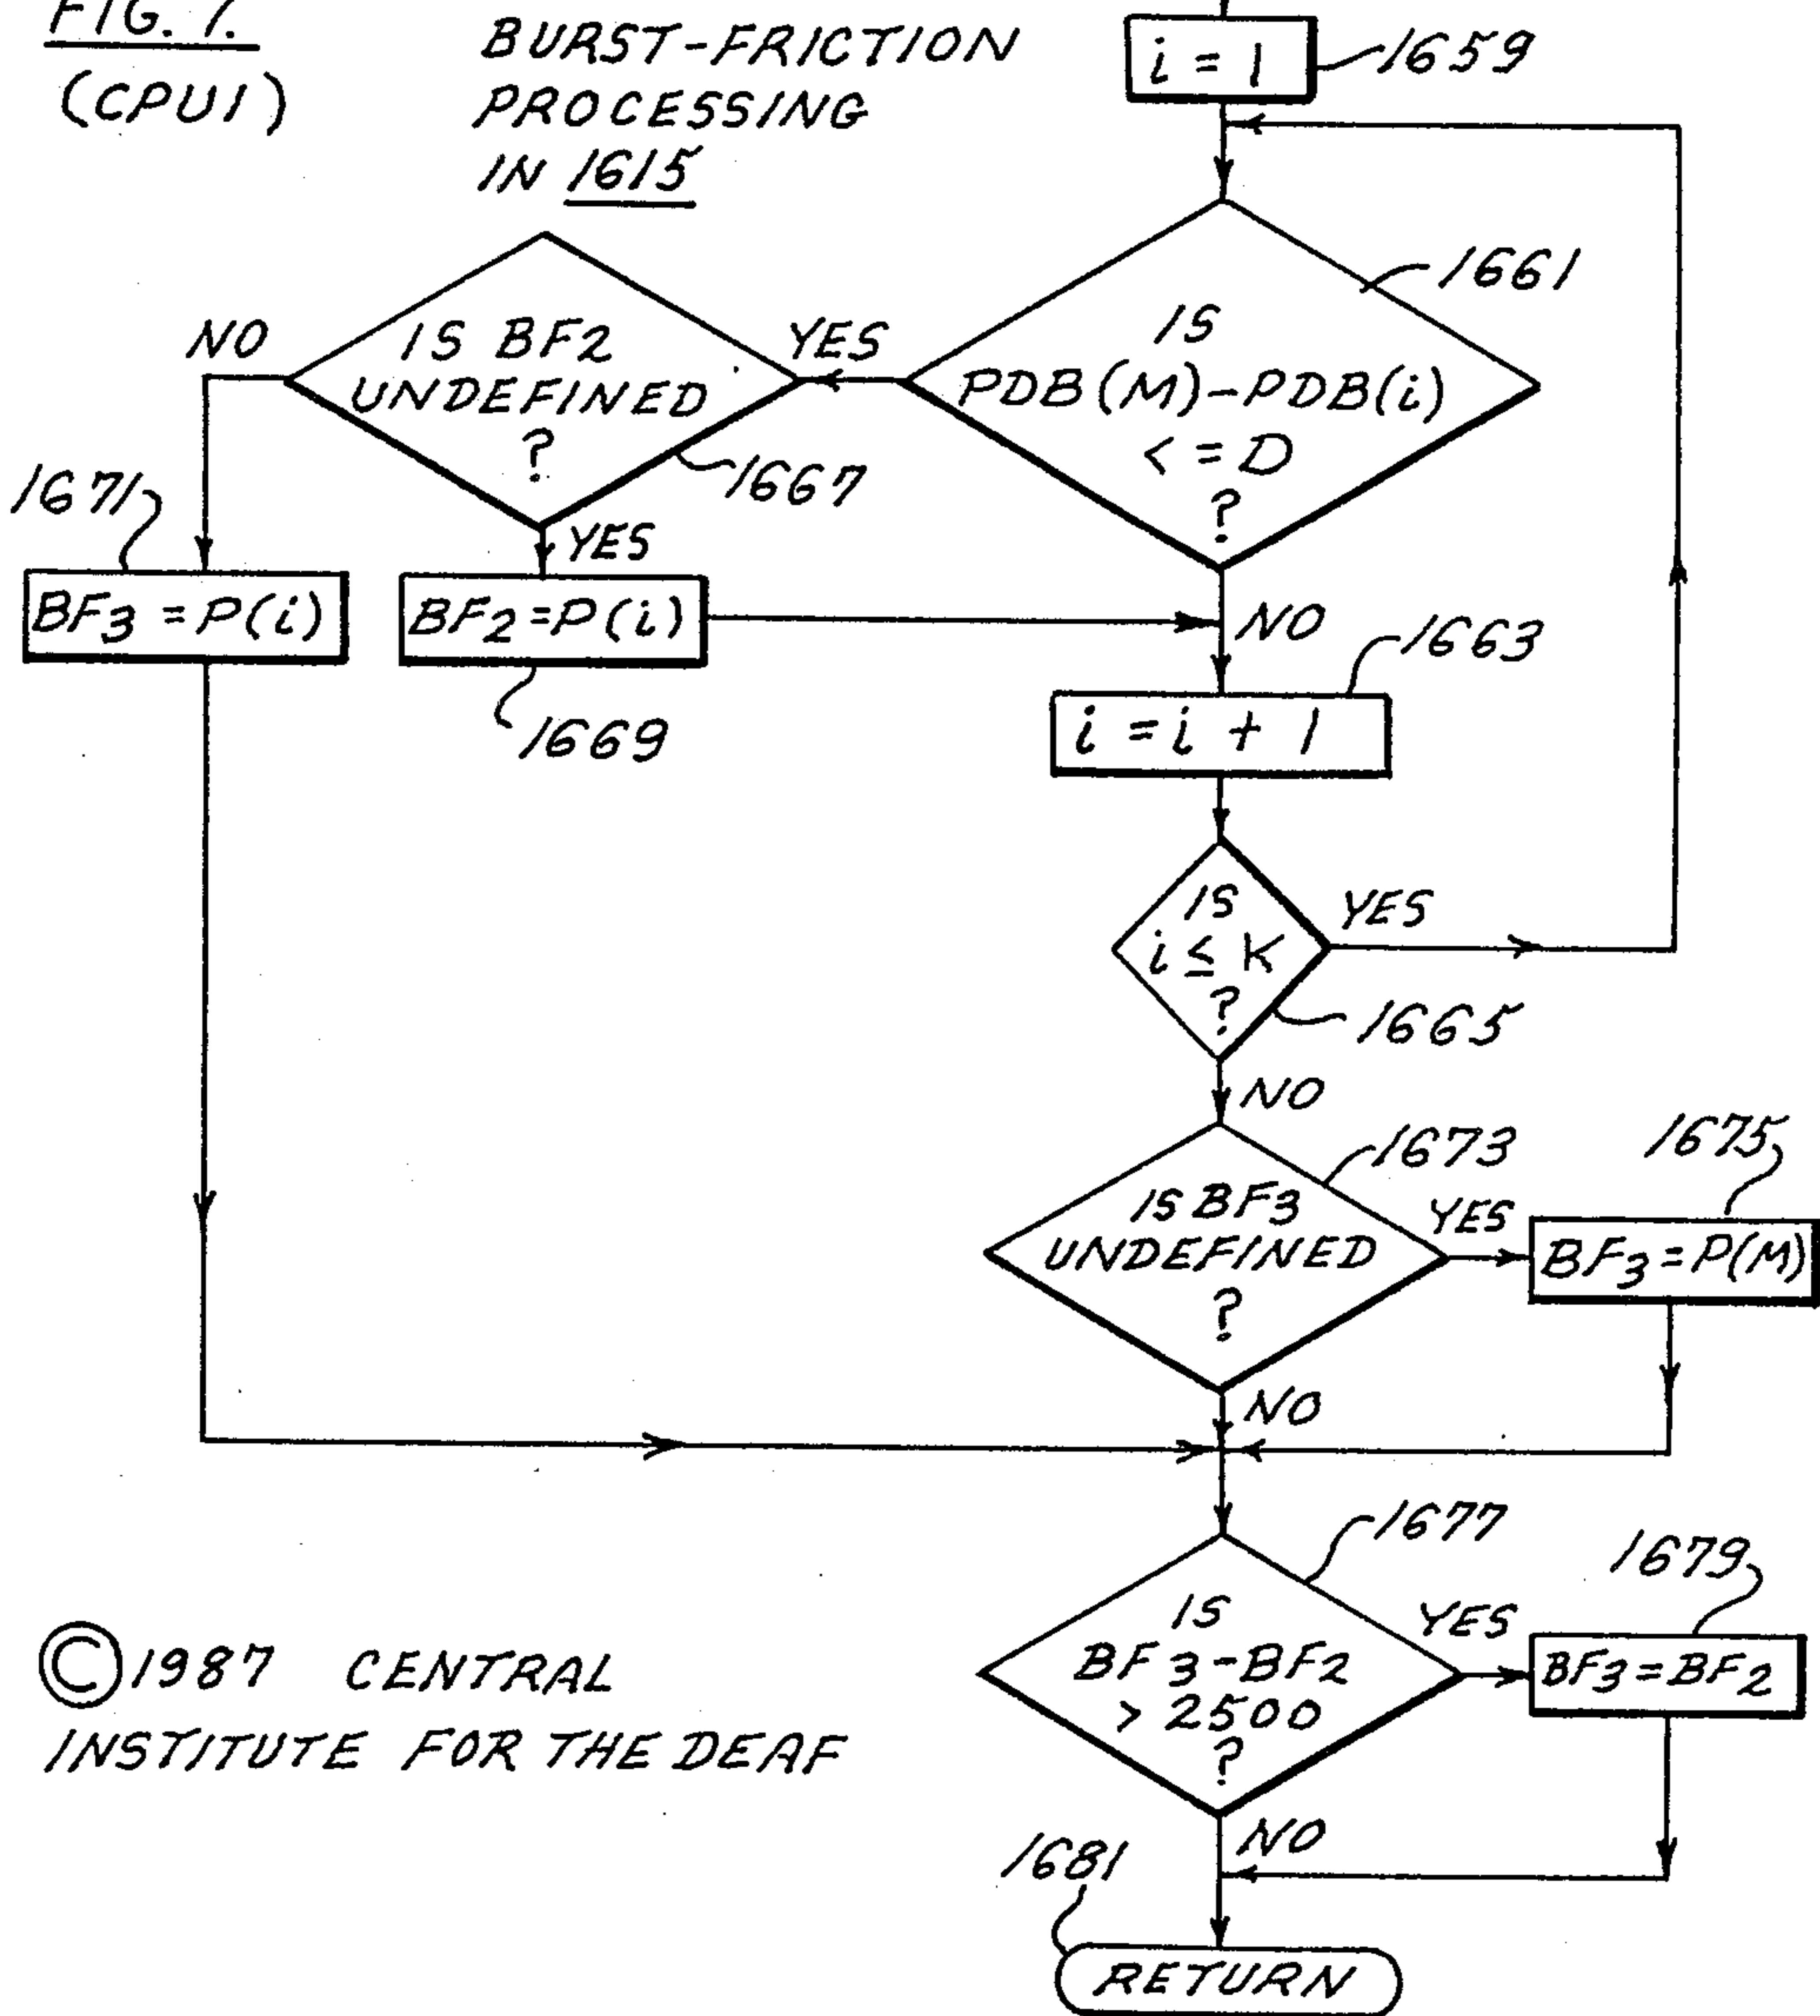 FIG. 7.
(CPU1)
BURST-FRICTION
PROCESSING
IN 1615
i = 1
1659
1661
IS
PDB(M)-PDB(i)
<=D
?
YES
NO
IS BF2
UNDEFINED
?
1667
NO
YES
1671
BF3 = P(i)
BF2 = P(i)
1669
1663
i = i + 1
IS
i ≤ K
?
YES
1665
NO
1673
IS BF3
UNDEFINED
?
YES
1675
BF3 = P(M)
NO
1677
IS
BF3-BF2
> 2500
?
YES
1679
BF3 = BF2
NO
1681
RETURN
© 1987 CENTRAL
INSTITUTE FOR THE DEAF